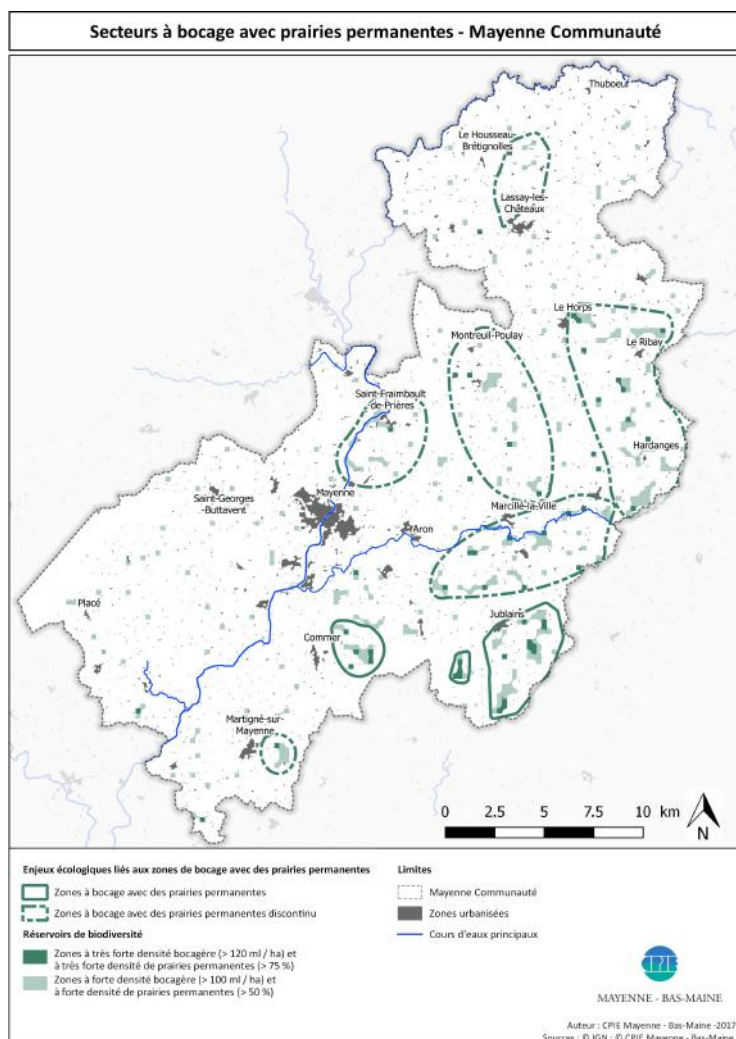 Secteurs à bocage avec prairies permanentes - Mayenne Communauté
Thuboeuf
Le Housseau-
Brétignolles
Lassay-les-
Châteaux
Le Horps
Montreuil-Poulay
Le Ribay
Saint-Fraimbault
de-Prières
Hardanges
Saint-Georges
-Buttavent
Mayenne
Marcillé-la-Ville
Aron
Placé
Jublains
Commer
Martigné-sur-
Mayenne
0 2.5 5 7.5 10 km
N
Enjeux écologiques liés aux zones de bocage avec des prairies permanentes
Zones à bocage avec des prairies permanentes
Zones à bocage avec des prairies permanentes discontinu
Réservoirs de biodiversité
Zones à très forte densité bocagère (> 120 ml / ha) et
à très forte densité de prairies permanentes (> 75 %)
Zones à forte densité bocagère (> 100 ml / ha) et
à forte densité de prairies permanentes (> 50 %)
Limites
Mayenne Communauté
Zones urbanisées
Cours d'eaux principaux
CPIE
MAYENNE - BAS-MAINE
Auteur : CPIE Mayenne - Bas-Maine -2017
Sources : © IGN ; © CPIE Mayenne - Bas-Maine